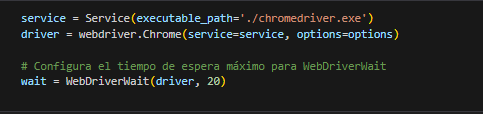 service = Service(executable_path='./chromedriver.exe')
driver = webdriver.Chrome(service=service, options=options)
# Configura el tiempo de espera máximo para WebDriverWait
wait = WebDriverWait(driver, 20)